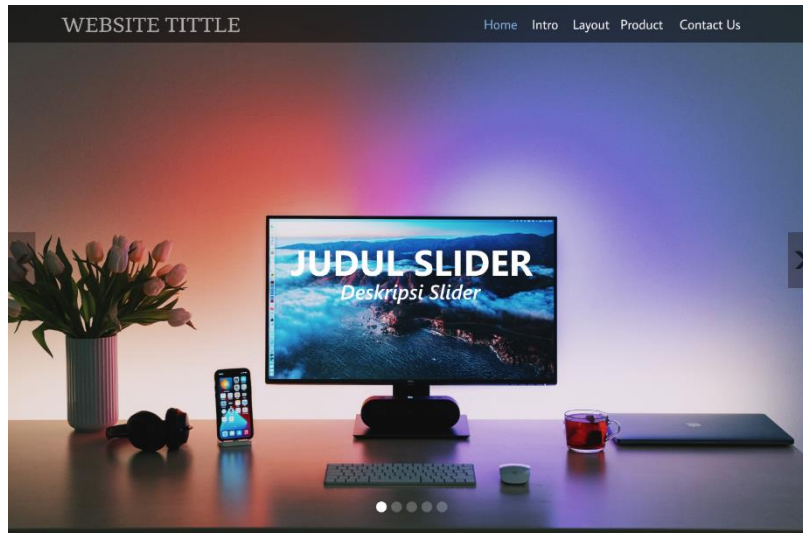 WEBSITE TITTLE
Home Intro Layout Product Contact Us
JUDUL SLIDER
Deskripsi Slider